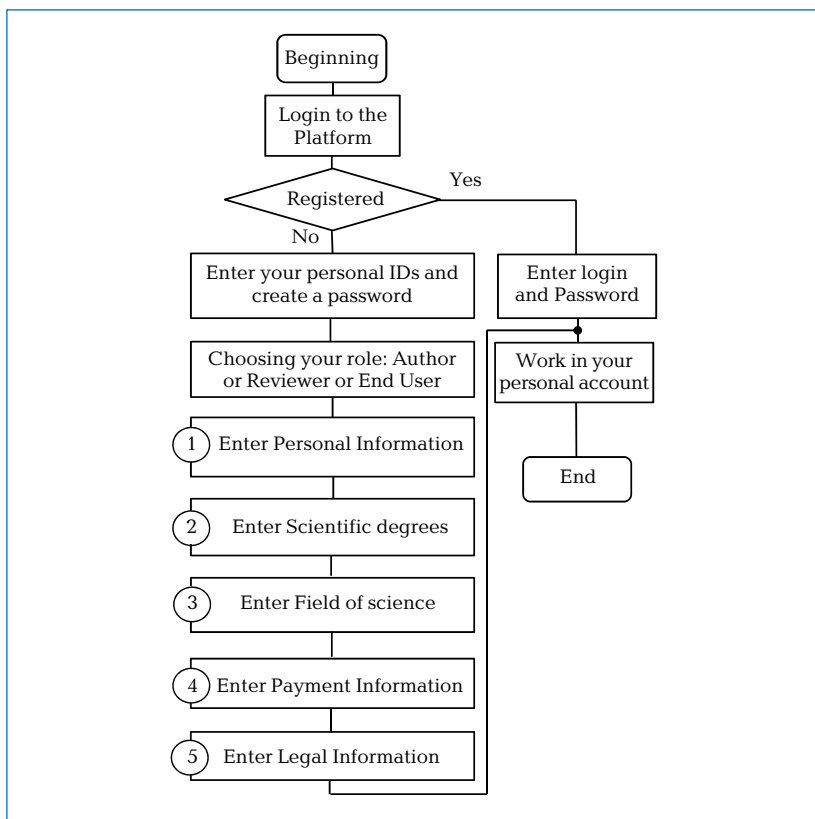 Beginning
Login to the
Platform
Registered
Yes
No
Enter your personal IDs and
create a password
Enter login
and Password
Choosing your role: Author
or Reviewer or End User
Work in your
personal account
1 Enter Personal Information
End
2 Enter Scientific degrees
3 Enter Field of science
4 Enter Payment Information
5 Enter Legal Information